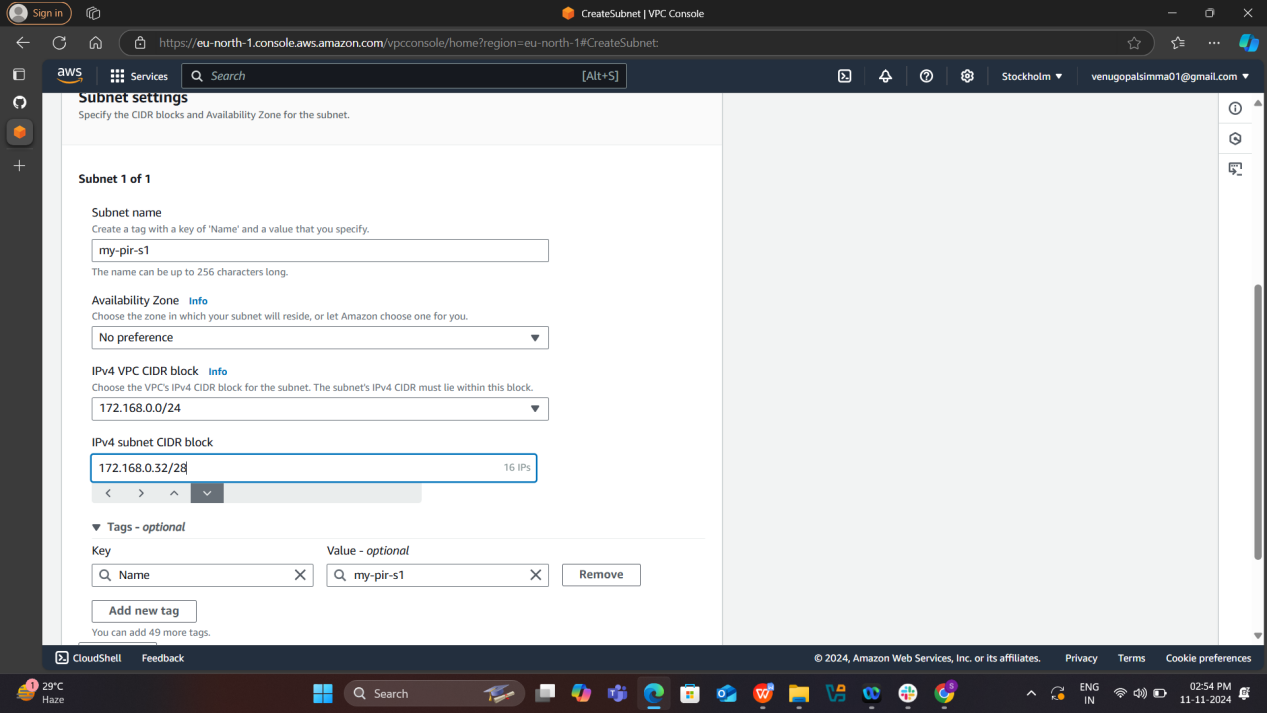 Sign in
CreateSubnet | VPC Console
https://eu-north-1.console.aws.amazon.com/vpcconsole/home?region=eu-north-1#CreateSubnet:
aws
Services
Search
[Alt+S]
Stockholm
venugopalsimma01@gmail.com
Subnet settings
Specify the CIDR blocks and Availability Zone for the subnet.
Subnet 1 of 1
Subnet name
Create a tag with a key of 'Name' and a value that you specify.
my-pir-s1
The name can be up to 256 characters long.
Availability Zone Info
Choose the zone in which your subnet will reside, or let Amazon choose one for you.
No preference
IPv4 VPC CIDR block Info
Choose the VPC's IPv4 CIDR block for the subnet. The subnet's IPv4 CIDR must lie within this block.
172.168.0.0/24
IPv4 subnet CIDR block
172.168.0.32/28
16 IPs
Tags - optional
Key
Value - optional
Name
my-pir-s1
Remove
Add new tag
You can add 49 more tags.
CloudShell
Feedback
© 2024, Amazon Web Services, Inc. or its affiliates.
Privacy
Terms
Cookie preferences
1
29°C
Haze
Search
S
ENG
IN
02:54 PM
11-11-2024